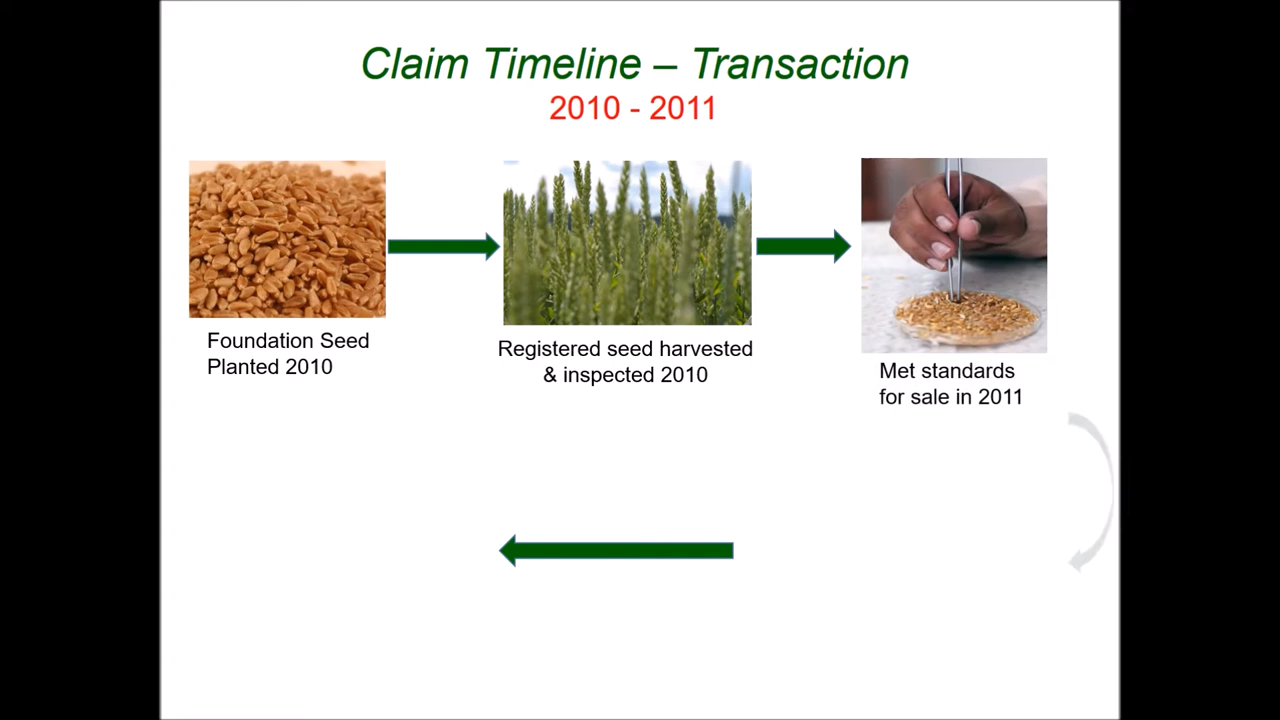 Claim Timeline – Transaction
2010 - 2011
Foundation Seed
Planted 2010
Registered seed harvested
& inspected 2010
Met standards
for sale in 2011